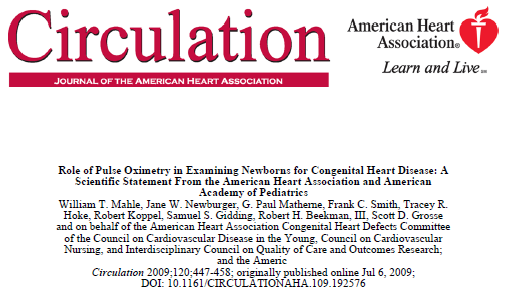 Circulation
JOURNAL OF THE AMERICAN HEART ASSOCIATION
American Heart
Association®
Learn and Live℠
Role of Pulse Oximetry in Examining Newborns for Congenital Heart Disease: A
Scientific Statement From the American Heart Association and American
Academy of Pediatrics
William T. Mahle, Jane W. Newburger, G. Paul Matherne, Frank C. Smith, Tracey R.
Hoke, Robert Koppel, Samuel S. Gidding, Robert H. Beekman, III, Scott D. Grosse
and on behalf of the American Heart Association Congenital Heart Defects Committee
of the Council on Cardiovascular Disease in the Young, Council on Cardiovascular
Nursing, and Interdisciplinary Council on Quality of Care and Outcomes Research;
and the Americ
Circulation 2009;120;447-458; originally published online Jul 6, 2009;
DOI: 10.1161/CIRCULATIONAHA.109.192576